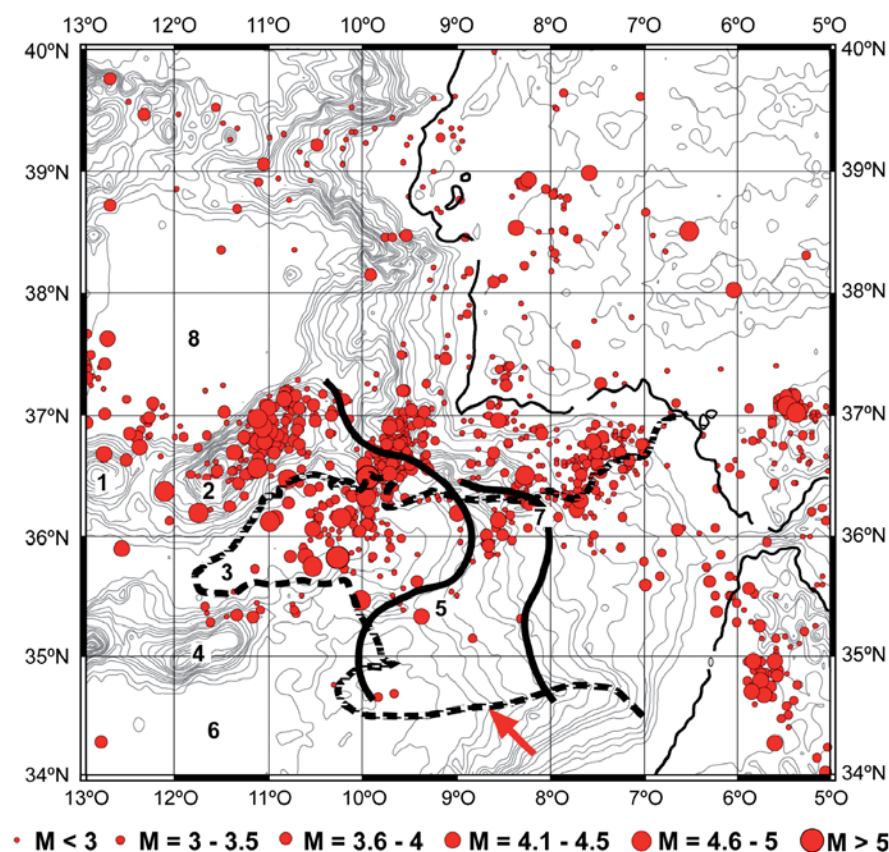 13ºO 12ºO 11ºO 10ºO 9ºO 8ºO 7ºO 6ºO 5ºO
40ºN 40ºN
39ºN 39ºN
38ºN 38ºN
8
37ºN 37ºN
1 2
7
36ºN 36ºN
3
5
4
35ºN 35ºN
6
34ºN 34ºN
13ºO 12ºO 11ºO 10ºO 9ºO 8ºO 7ºO 6ºO 5ºO
M < 3 M = 3 - 3.5 M = 3.6 - 4 M = 4.1 - 4.5 M = 4.6 - 5 M > 5